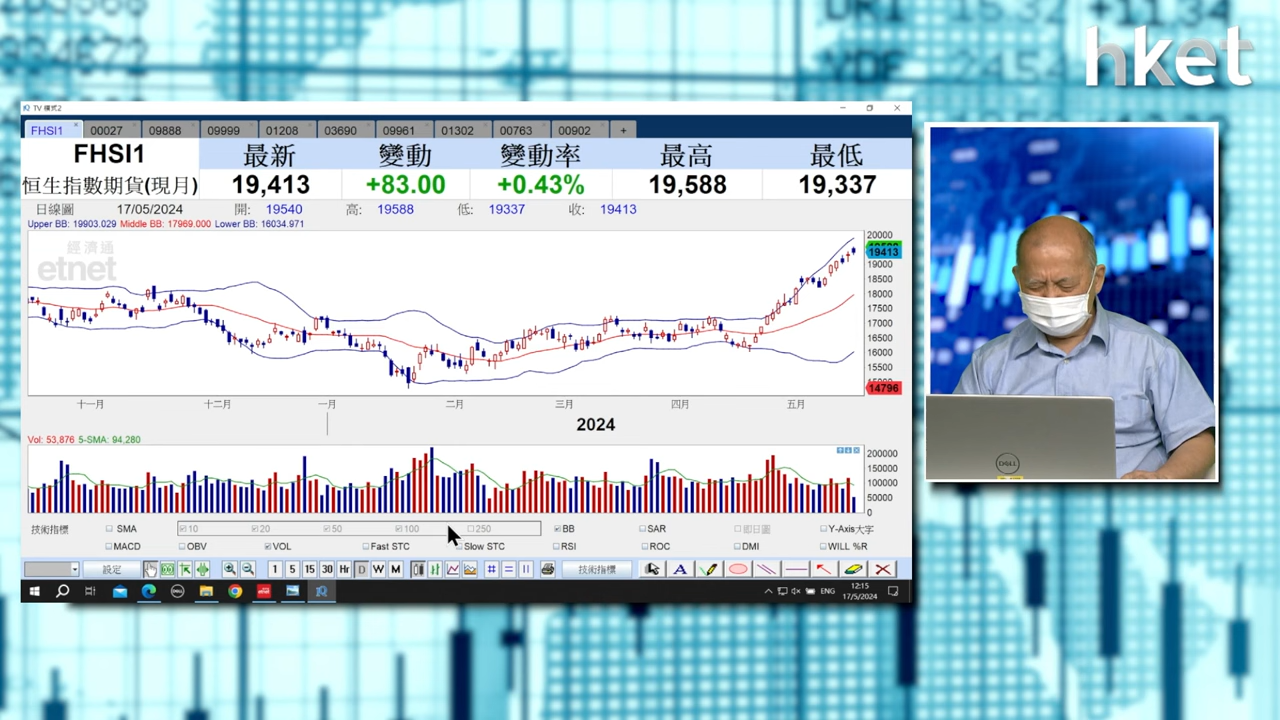 hket
TV 模式2
FHSI1 00027 09888 09999 01208 03690 09961 01302 00763 00902 +
FHSI1 最新 變動 變動率 最高 最低
恒生指數期貨(現月) 19,413 +83.00 +0.43% 19,588 19,337
日線圖 17/05/2024 開: 19540 高: 19588 低: 19337 收: 19413
Upper BB: 19903.029 Middle BB: 17969.000 Lower BB: 16034.971
經濟通
etnet
20000
19413
19000
18500
18000
17500
17000
16500
16000
15500
14796
十一月 十二月 一月 二月 三月 四月 五月
2024
Vol: 53,876 5-SMA: 94,280
200000
150000
100000
50000
0
技術指標 SMA 10 20 50 100 250 BB SAR 即日圖 Y-Axis大字
MACD OBV VOL Fast STC Slow STC RSI ROC DMI WILL %R
設定 1 5 15 30 Hr D W M 技術指標 A
ENG 12:15
17/5/2024
DELL